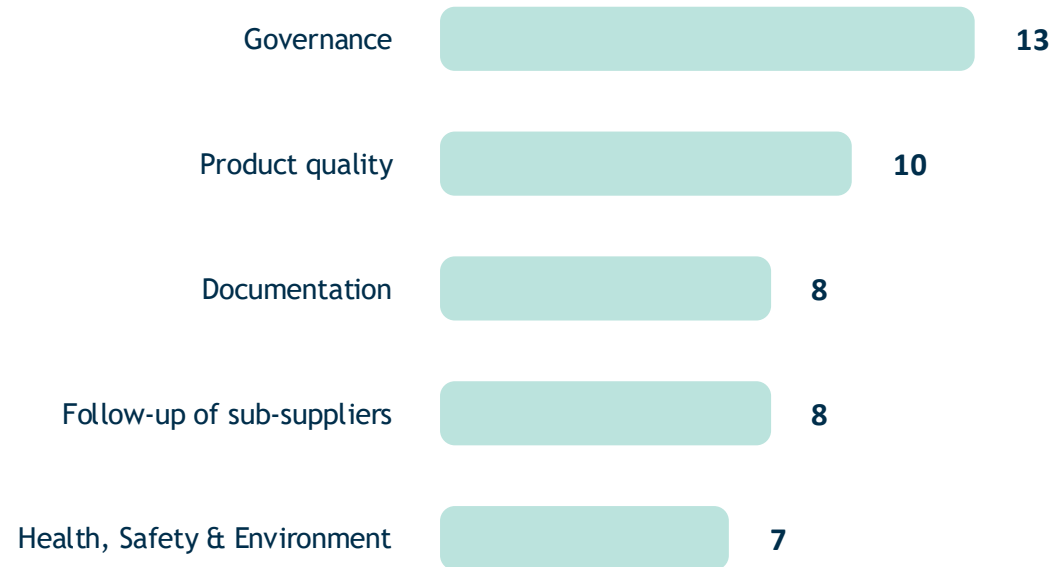 Governance 13
Product quality 10
Documentation 8
Follow-up of sub-suppliers 8
Health, Safety & Environment 7